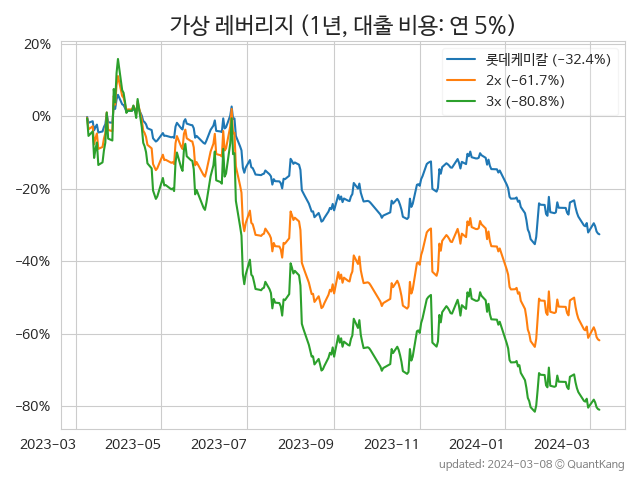 가상 레버리지 (1년, 대출 비용: 연 5%)
롯데케미칼 (−32.4%)
2x (−61.7%)
3x (−80.8%)
20%
0%
−20%
−40%
−60%
−80%
2023-03 2023-05 2023-07 2023-09 2023-11 2024-01 2024-03
updated: 2024-03-08 © QuantKang